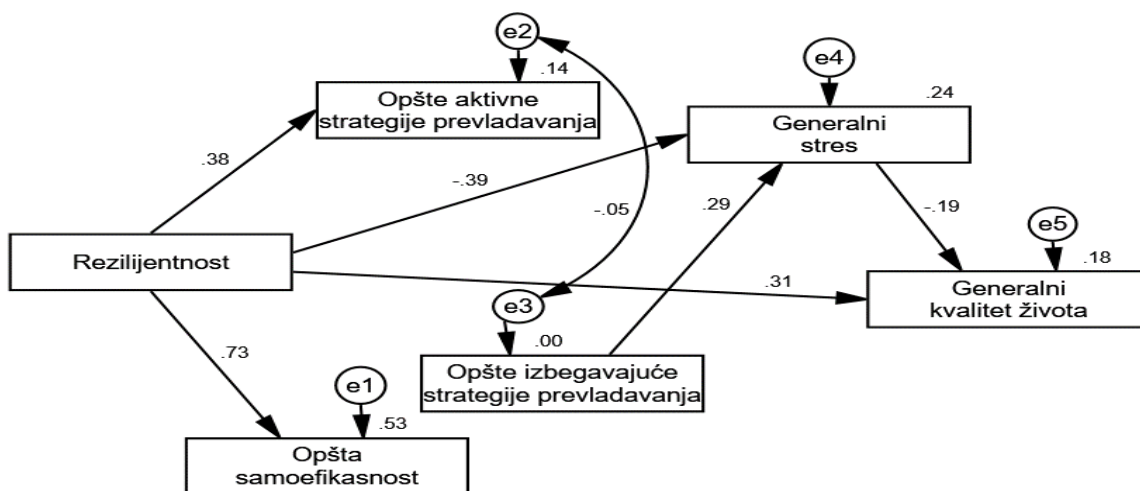 e2
.14
Opšte aktivne
strategije prevladavanja
e4
.24
Generalni
stres
.38
-.39
-.05
.29
-.19
Rezilijentnost
e5
.18
Generalni
kvalitet života
.31
e3
.00
Opšte izbegavajuće
strategije prevladavanja
.73
e1
.53
Opšta
samoefikasnost